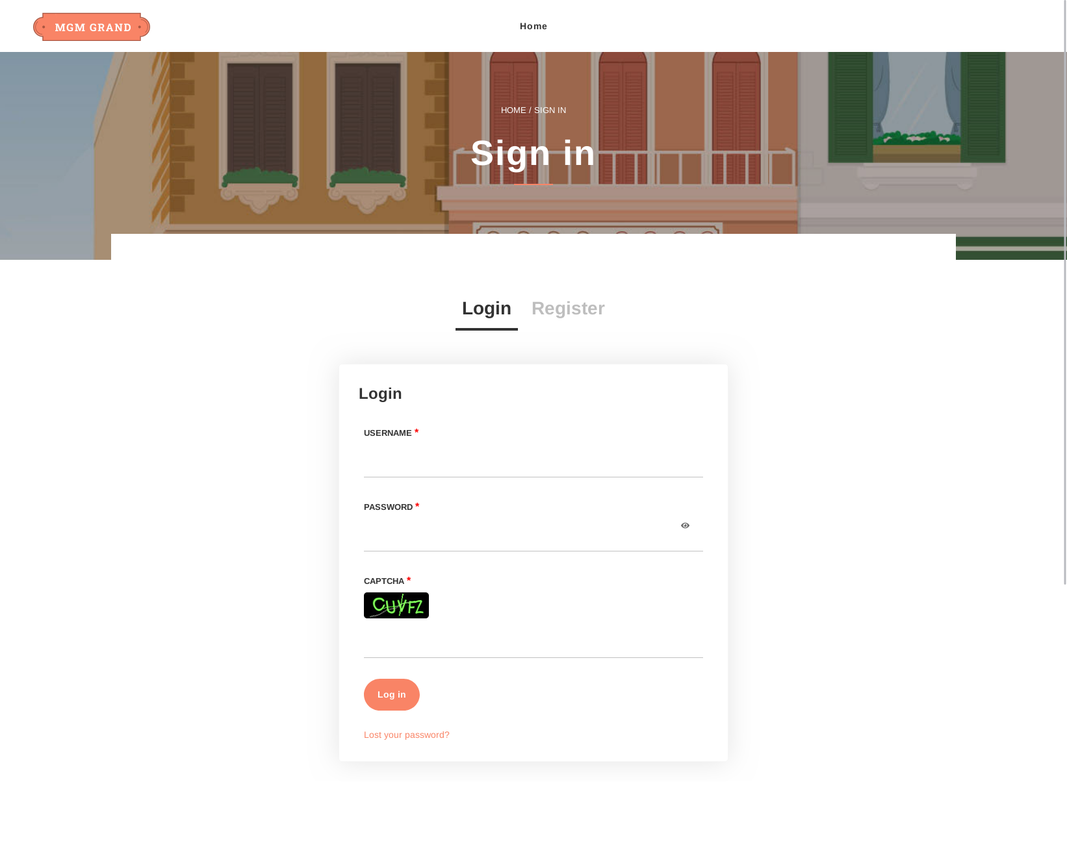 MGM GRAND
Home
HOME / SIGN IN
Sign in
Login Register
Login
USERNAME *
PASSWORD *
CAPTCHA *
Log in
Lost your password?